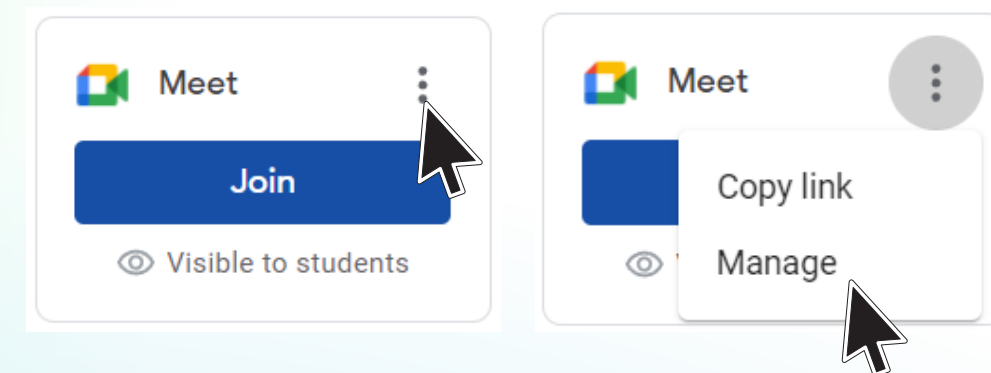 Meet
Join
Visible to students
Meet
Copy link
Manage